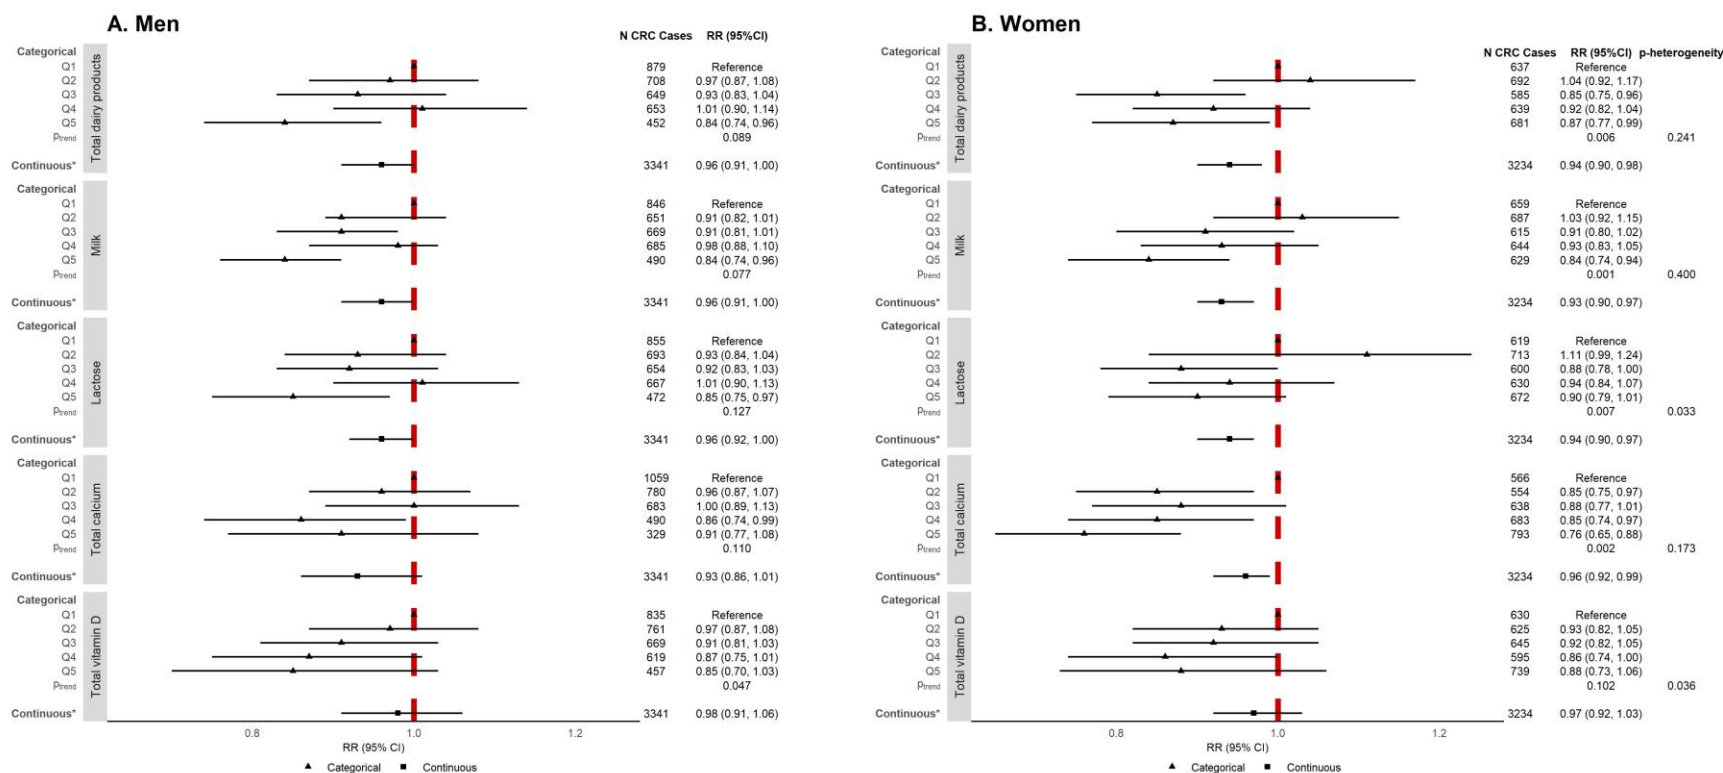 A. Men
N CRC Cases RR (95%CI)
Total dairy products
Categorical
Q1 879 Reference
Q2 708 0.97 (0.87, 1.08)
Q3 649 0.93 (0.83, 1.04)
Q4 653 1.01 (0.90, 1.14)
Q5 452 0.84 (0.74, 0.96)
Ptrend 0.089
Continuous* 3341 0.96 (0.91, 1.00)
Milk
Categorical
Q1 846 Reference
Q2 651 0.91 (0.82, 1.01)
Q3 669 0.91 (0.81, 1.01)
Q4 685 0.98 (0.88, 1.10)
Q5 490 0.84 (0.74, 0.96)
Ptrend 0.077
Continuous* 3341 0.96 (0.91, 1.00)
Lactose
Categorical
Q1 855 Reference
Q2 693 0.93 (0.84, 1.04)
Q3 654 0.92 (0.83, 1.03)
Q4 667 1.01 (0.90, 1.13)
Q5 472 0.85 (0.75, 0.97)
Ptrend 0.127
Continuous* 3341 0.96 (0.92, 1.00)
Total calcium
Categorical
Q1 1059 Reference
Q2 780 0.96 (0.87, 1.07)
Q3 683 1.00 (0.89, 1.13)
Q4 490 0.86 (0.74, 0.99)
Q5 329 0.91 (0.77, 1.08)
Ptrend 0.110
Continuous* 3341 0.93 (0.86, 1.01)
Total vitamin D
Categorical
Q1 835 Reference
Q2 761 0.97 (0.87, 1.08)
Q3 669 0.91 (0.81, 1.03)
Q4 619 0.87 (0.75, 1.01)
Q5 457 0.85 (0.70, 1.03)
Ptrend 0.047
Continuous* 3341 0.98 (0.91, 1.06)
0.8 1.0 1.2
RR (95% CI)
Categorical Continuous
B. Women
N CRC Cases RR (95%CI) p-heterogeneity
Total dairy products
Categorical
Q1 637 Reference
Q2 692 1.04 (0.92, 1.17)
Q3 585 0.85 (0.75, 0.96)
Q4 639 0.92 (0.82, 1.04)
Q5 681 0.87 (0.77, 0.99)
Ptrend 0.006 0.241
Continuous* 3234 0.94 (0.90, 0.98)
Milk
Categorical
Q1 659 Reference
Q2 687 1.03 (0.92, 1.15)
Q3 615 0.91 (0.80, 1.02)
Q4 644 0.93 (0.83, 1.05)
Q5 629 0.84 (0.74, 0.94)
Ptrend 0.001 0.400
Continuous* 3234 0.93 (0.90, 0.97)
Lactose
Categorical
Q1 619 Reference
Q2 713 1.11 (0.99, 1.24)
Q3 600 0.88 (0.78, 1.00)
Q4 630 0.94 (0.84, 1.07)
Q5 672 0.90 (0.79, 1.01)
Ptrend 0.007 0.033
Continuous* 3234 0.94 (0.90, 0.97)
Total calcium
Categorical
Q1 566 Reference
Q2 554 0.85 (0.75, 0.97)
Q3 638 0.88 (0.77, 1.01)
Q4 683 0.85 (0.74, 0.97)
Q5 793 0.76 (0.65, 0.88)
Ptrend 0.002 0.173
Continuous* 3234 0.96 (0.92, 0.99)
Total vitamin D
Categorical
Q1 630 Reference
Q2 625 0.93 (0.82, 1.05)
Q3 645 0.92 (0.82, 1.05)
Q4 595 0.86 (0.74, 1.00)
Q5 739 0.88 (0.73, 1.06)
Ptrend 0.102 0.036
Continuous* 3234 0.97 (0.92, 1.03)
0.8 1.0 1.2
RR (95% CI)
Categorical Continuous